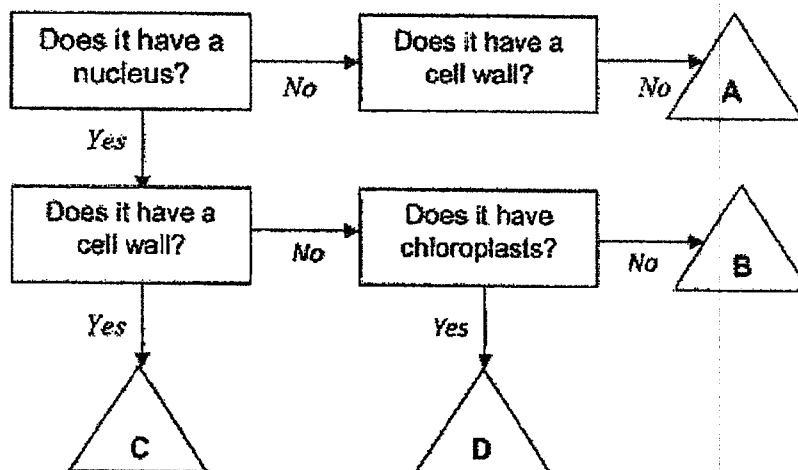 Does it have a
nucleus?
No
Does it have a
cell wall?
No
A
Yes
Does it have a
cell wall?
No
Does it have
chloroplasts?
No
B
Yes
Yes
C
D